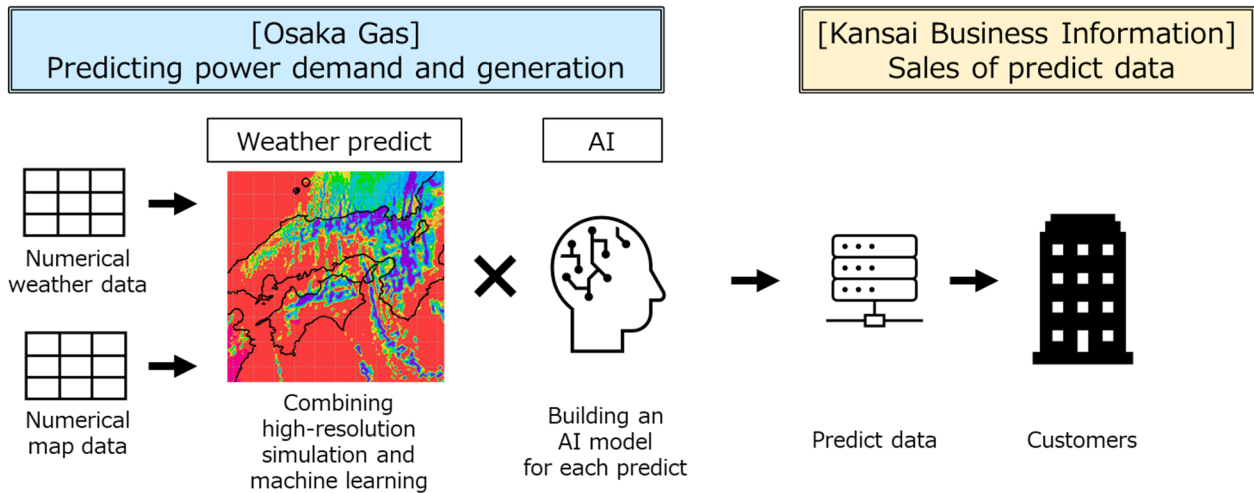 [Osaka Gas]
Predicting power demand and generation
[Kansai Business Information]
Sales of predict data
Weather predict
AI
Numerical
weather data
Numerical
map data
Combining
high-resolution
simulation and
machine learning
Building an
AI model
for each predict
Predict data
Customers